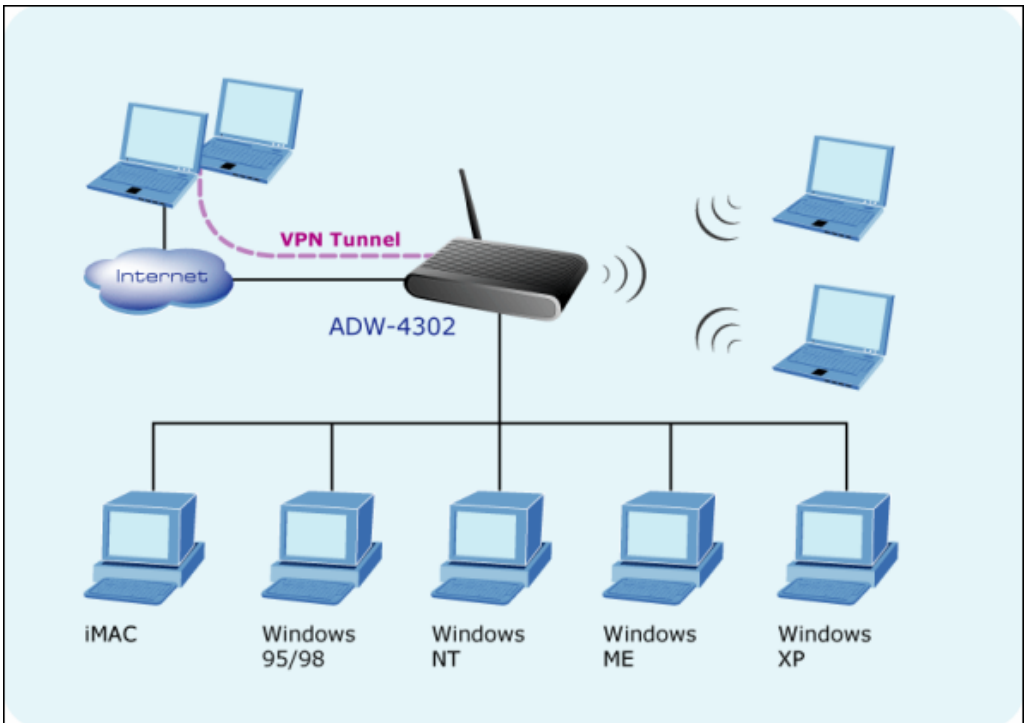 VPN Tunnel
Internet
ADW-4302
iMAC
Windows
95/98
Windows
NT
Windows
ME
Windows
XP